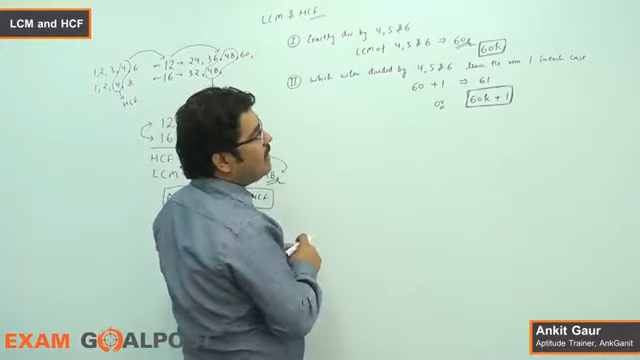 LCM and HCF
LCM & HCF
I Exactly div by 4, 5 & 6
LCM of 4, 5 & 6 ⇒ 60
60k
II Which when divided by 4, 5 & 6 leave the rem 1 in each case
60 + 1 ⇒ 61
or 60k + 1
1, 2, 3, 4, 6 ← 12 → 24, 36, 48, 60,
1, 2, 4, 8 ← 16 → 32, 48,
HCF
12
16
HCF
LCM
48
HCF
EXAM GOALPOST
Ankit Gaur
Aptitude Trainer, AnkGanit